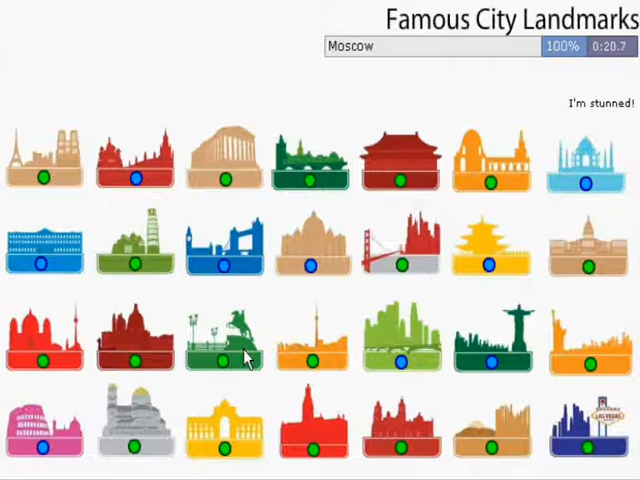 Famous City Landmarks
Moscow 100% 0:20.7
I'm stunned!
LAS VEGAS